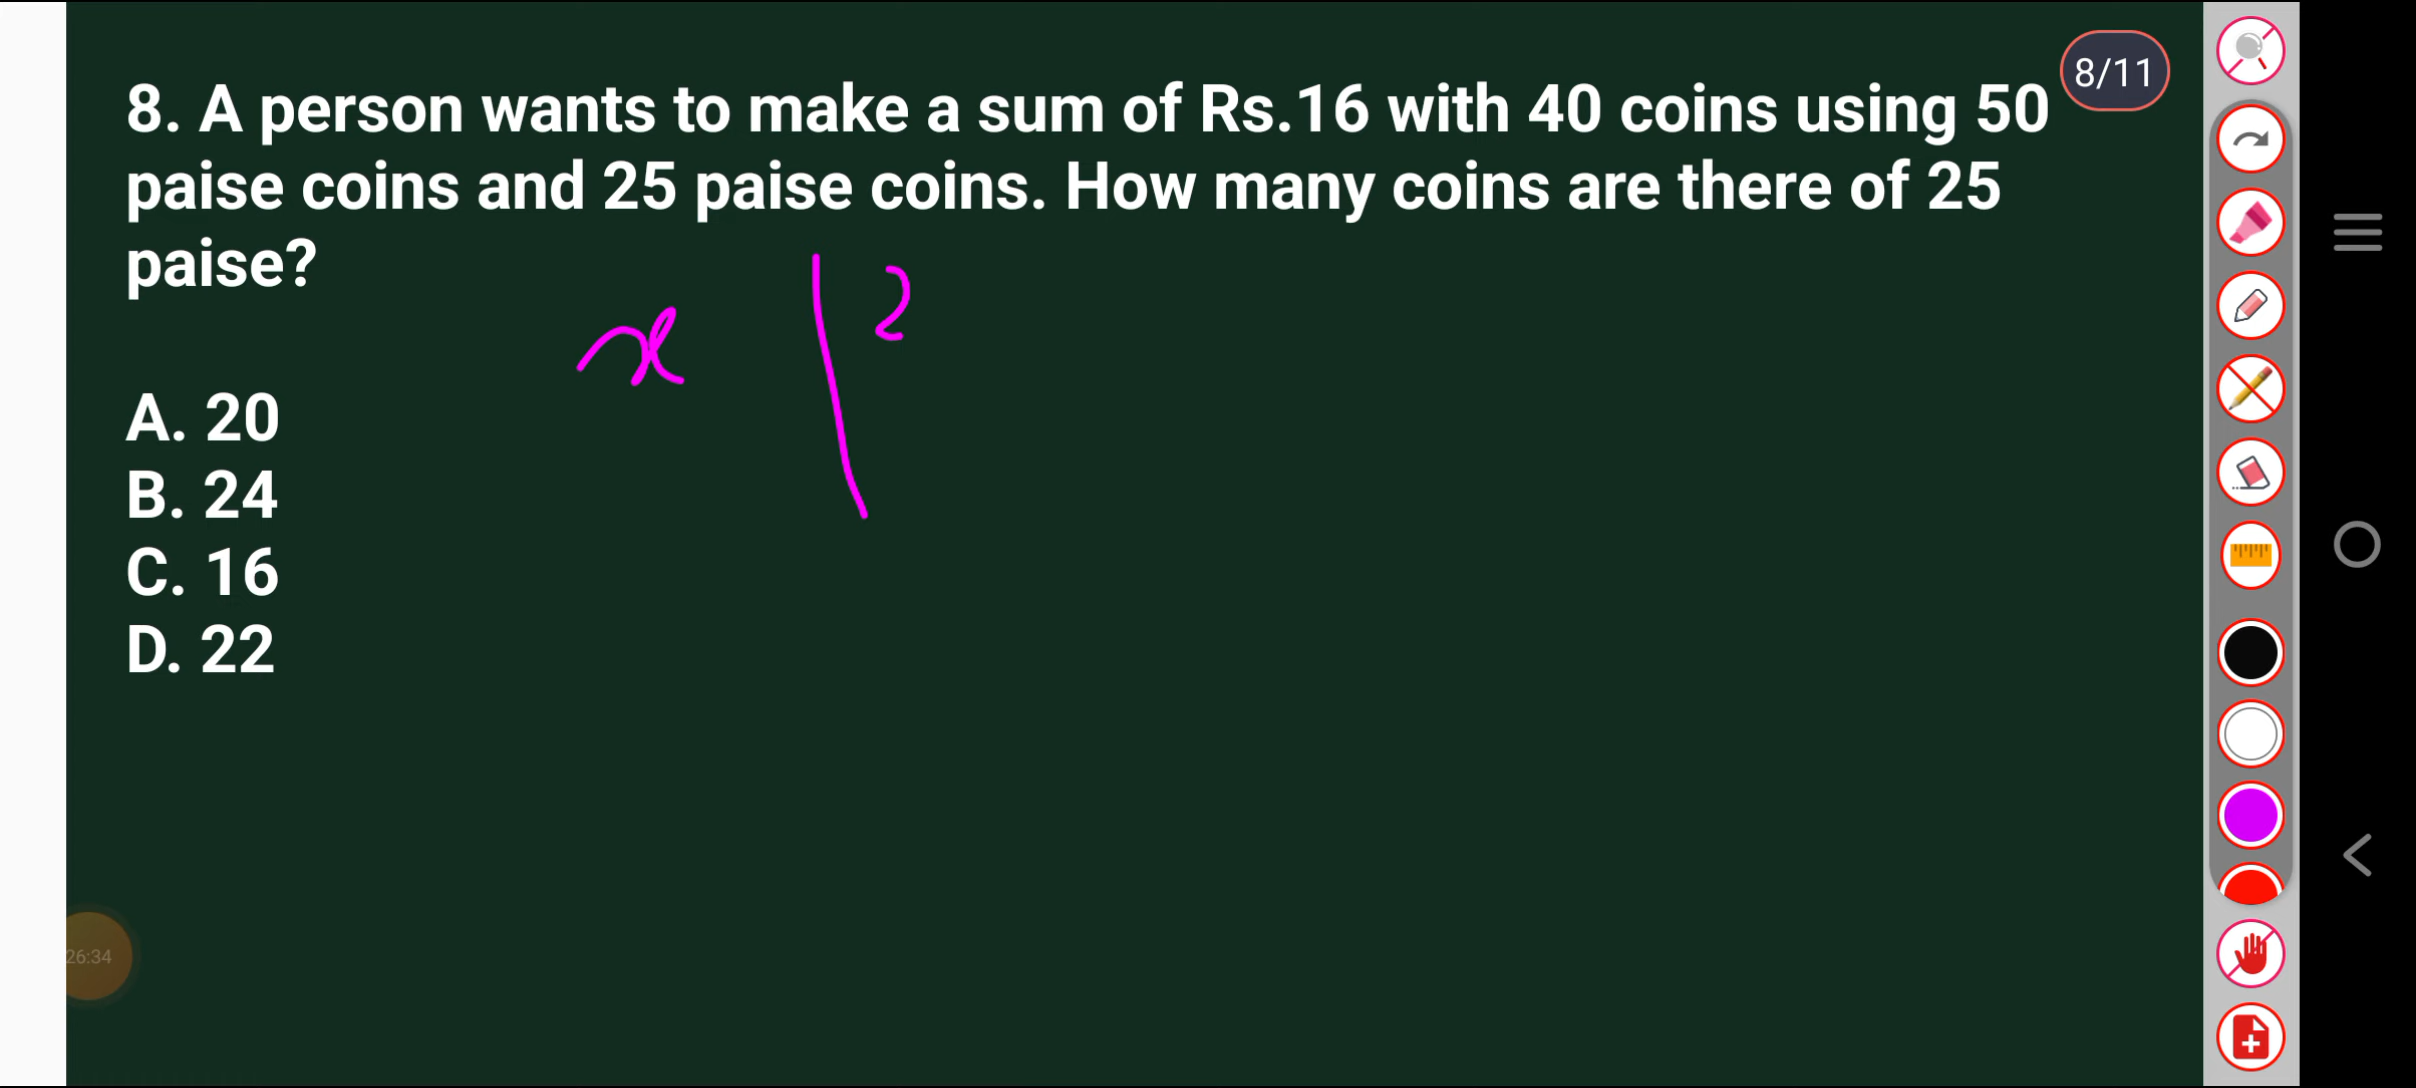 8/11
8. A person wants to make a sum of Rs.16 with 40 coins using 50
paise coins and 25 paise coins. How many coins are there of 25
paise?
x | 2
A. 20
B. 24
C. 16
D. 22
26:34